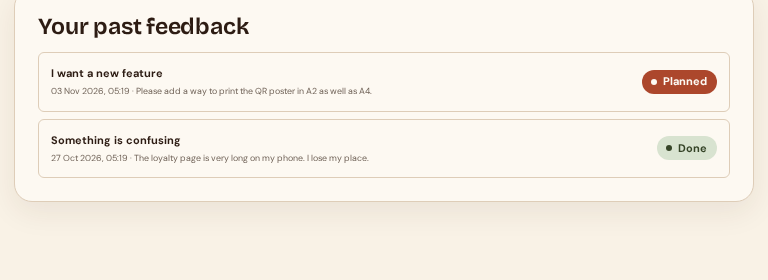 Your past feedback
I want a new feature
Planned
03 Nov 2026, 05:19 · Please add a way to print the QR poster in A2 as well as A4.
Something is confusing
Done
27 Oct 2026, 05:19 · The loyalty page is very long on my phone. I lose my place.